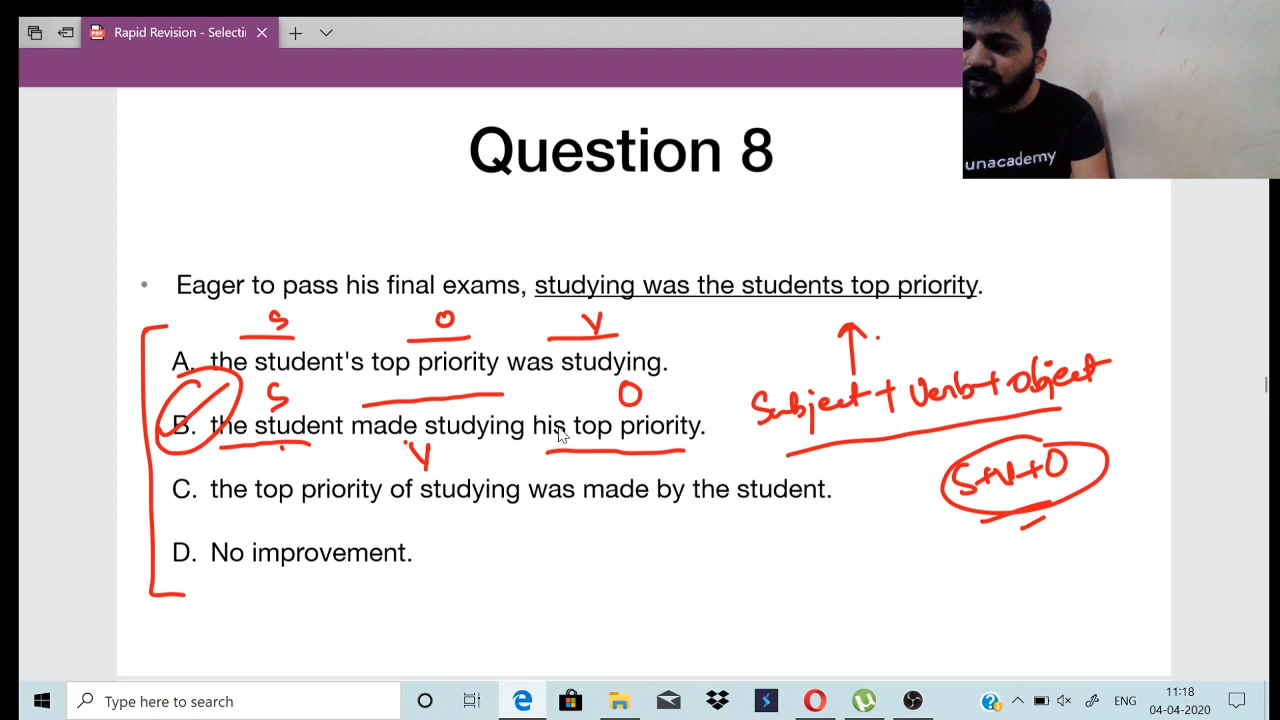 Rapid Revision - Selecti
unacademy
Question 8
• Eager to pass his final exams, studying was the students top priority.
S O V
A. the student's top priority was studying.
S O
B. the student made studying his top priority.
V
Subject + Verb + Object
S+V+O
C. the top priority of studying was made by the student.
D. No improvement.
Type here to search
ENG
11:18
04-04-2020